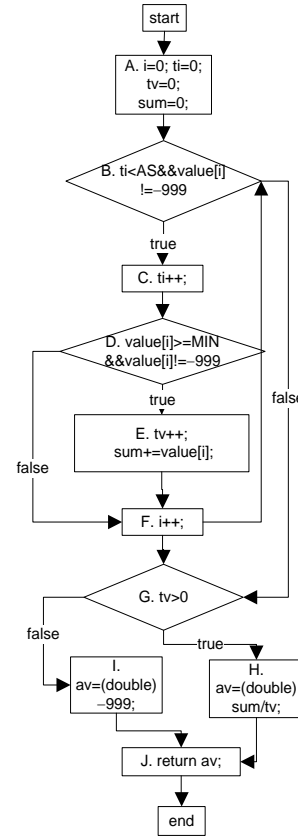 start
A. i=0; ti=0;
tv=0;
sum=0;
B. ti<AS&&value[i]
!=−999
true
C. ti++;
D. value[i]>=MIN
&&value[i]!=−999
true
false
E. tv++;
sum+=value[i];
false
F. i++;
G. tv>0
false
true
I.
av=(double)
−999;
H.
av=(double)
sum/tv;
J. return av;
end